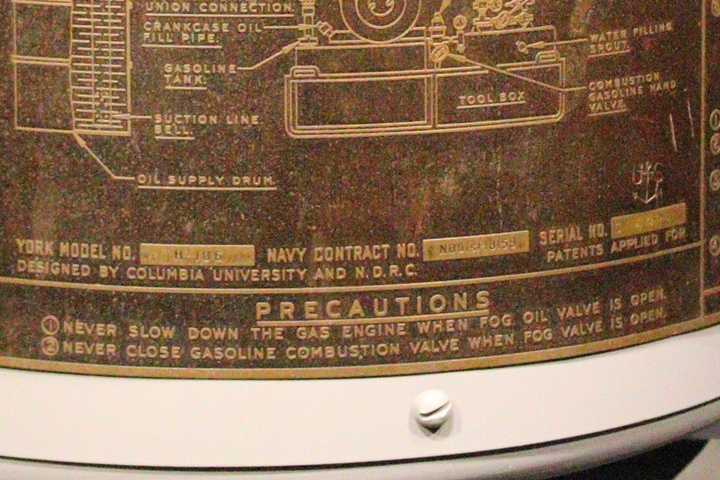 UNION CONNECTION.
CRANKCASE OIL
FILL PIPE.
GASOLINE
TANK.
WATER FILLING
SPOUT.
COMBUSTION
GASOLINE HAND
VALVE.
TOOL BOX
SUCTION LINE
BELL.
OIL SUPPLY DRUM.
YORK MODEL NO. NAVY CONTRACT NO. SERIAL NO.
DESIGNED BY COLUMBIA UNIVERSITY AND N.D.R.C. PATENTS APPLIED FOR
PRECAUTIONS
① NEVER SLOW DOWN THE GAS ENGINE WHEN FOG OIL VALVE IS OPEN.
② NEVER CLOSE GASOLINE COMBUSTION VALVE WHEN FOG VALVE IS OPEN.